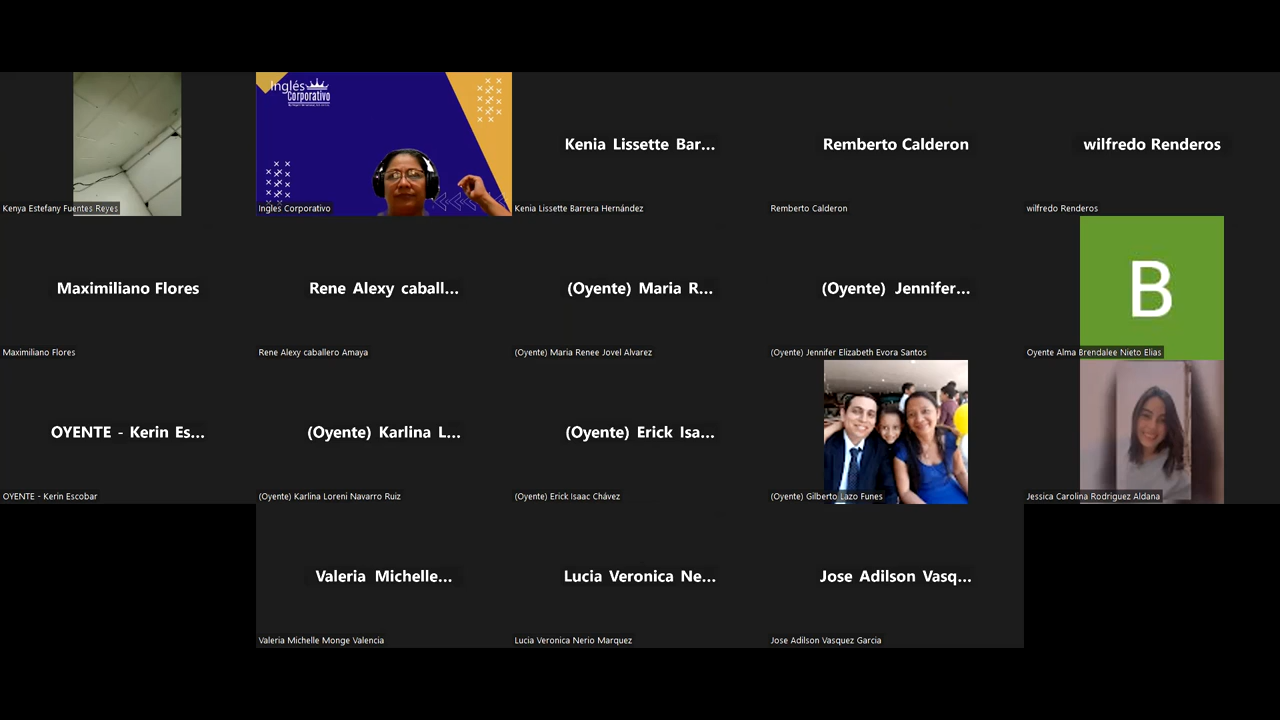 Inglés
Corporativo
Kenia Lissette Bar...
Remberto Calderon
wilfredo Renderos
Kenya Estefany Fuentes Reyes
Inglés Corporativo
Kenia Lissette Barrera Hernández
Remberto Calderon
wilfredo Renderos
Maximiliano Flores
Rene Alexy caball...
(Oyente) Maria R...
(Oyente) Jennifer...
B
Maximiliano Flores
Rene Alexy caballero Amaya
(Oyente) Maria Renee Jovel Alvarez
(Oyente) Jennifer Elizabeth Evora Santos
Oyente Alma Brendalee Nieto Elias
OYENTE - Kerin Es...
(Oyente) Karlina L...
(Oyente) Erick Isa...
OYENTE - Kerin Escobar
(Oyente) Karlina Loreni Navarro Ruiz
(Oyente) Erick Isaac Chávez
(Oyente) Gilberto Lazo Funes
Jessica Carolina Rodriguez Aldana
Valeria Michelle...
Lucia Veronica Ne...
Jose Adilson Vasq...
Valeria Michelle Monge Valencia
Lucia Veronica Nerio Marquez
Jose Adilson Vasquez Garcia